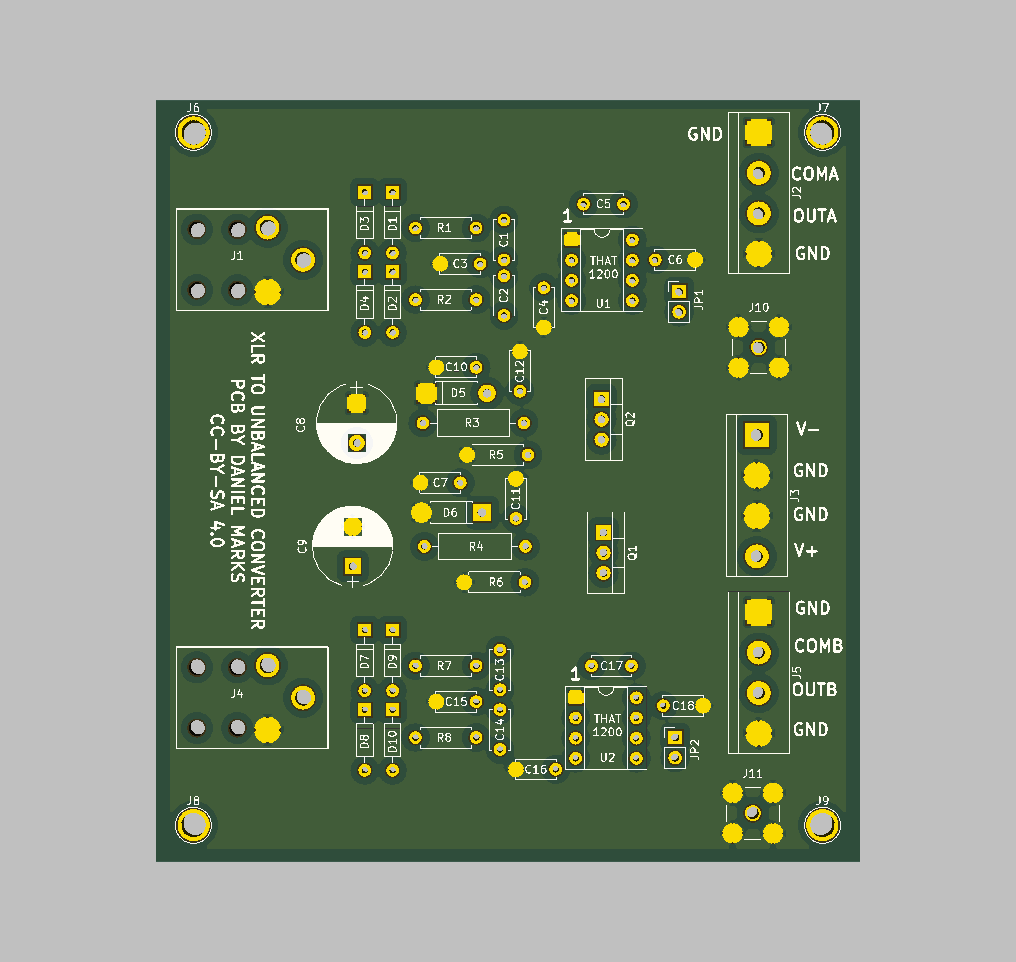 J6
J7
GND
COMA
J2
OUTA
GND
C5
1
D3
D1
R1
C1
J1
C3
THAT
1200
C6
C2
U1
JP1
D4
D2
R2
C4
J10
C12
C10
D5
R3
C8
Q2
V-
R5
GND
J3
C7
C11
D6
GND
C9
R4
Q1
V+
R6
XLR TO UNBALANCED CONVERTER
PCB BY DANIEL MARKS
CC-BY-SA 4.0
GND
D7
D9
R7
C13
C17
COMB
J5
1
J4
C15
THAT
1200
C18
OUTB
D8
D10
R8
C14
U2
JP2
GND
C16
J11
J8
J9